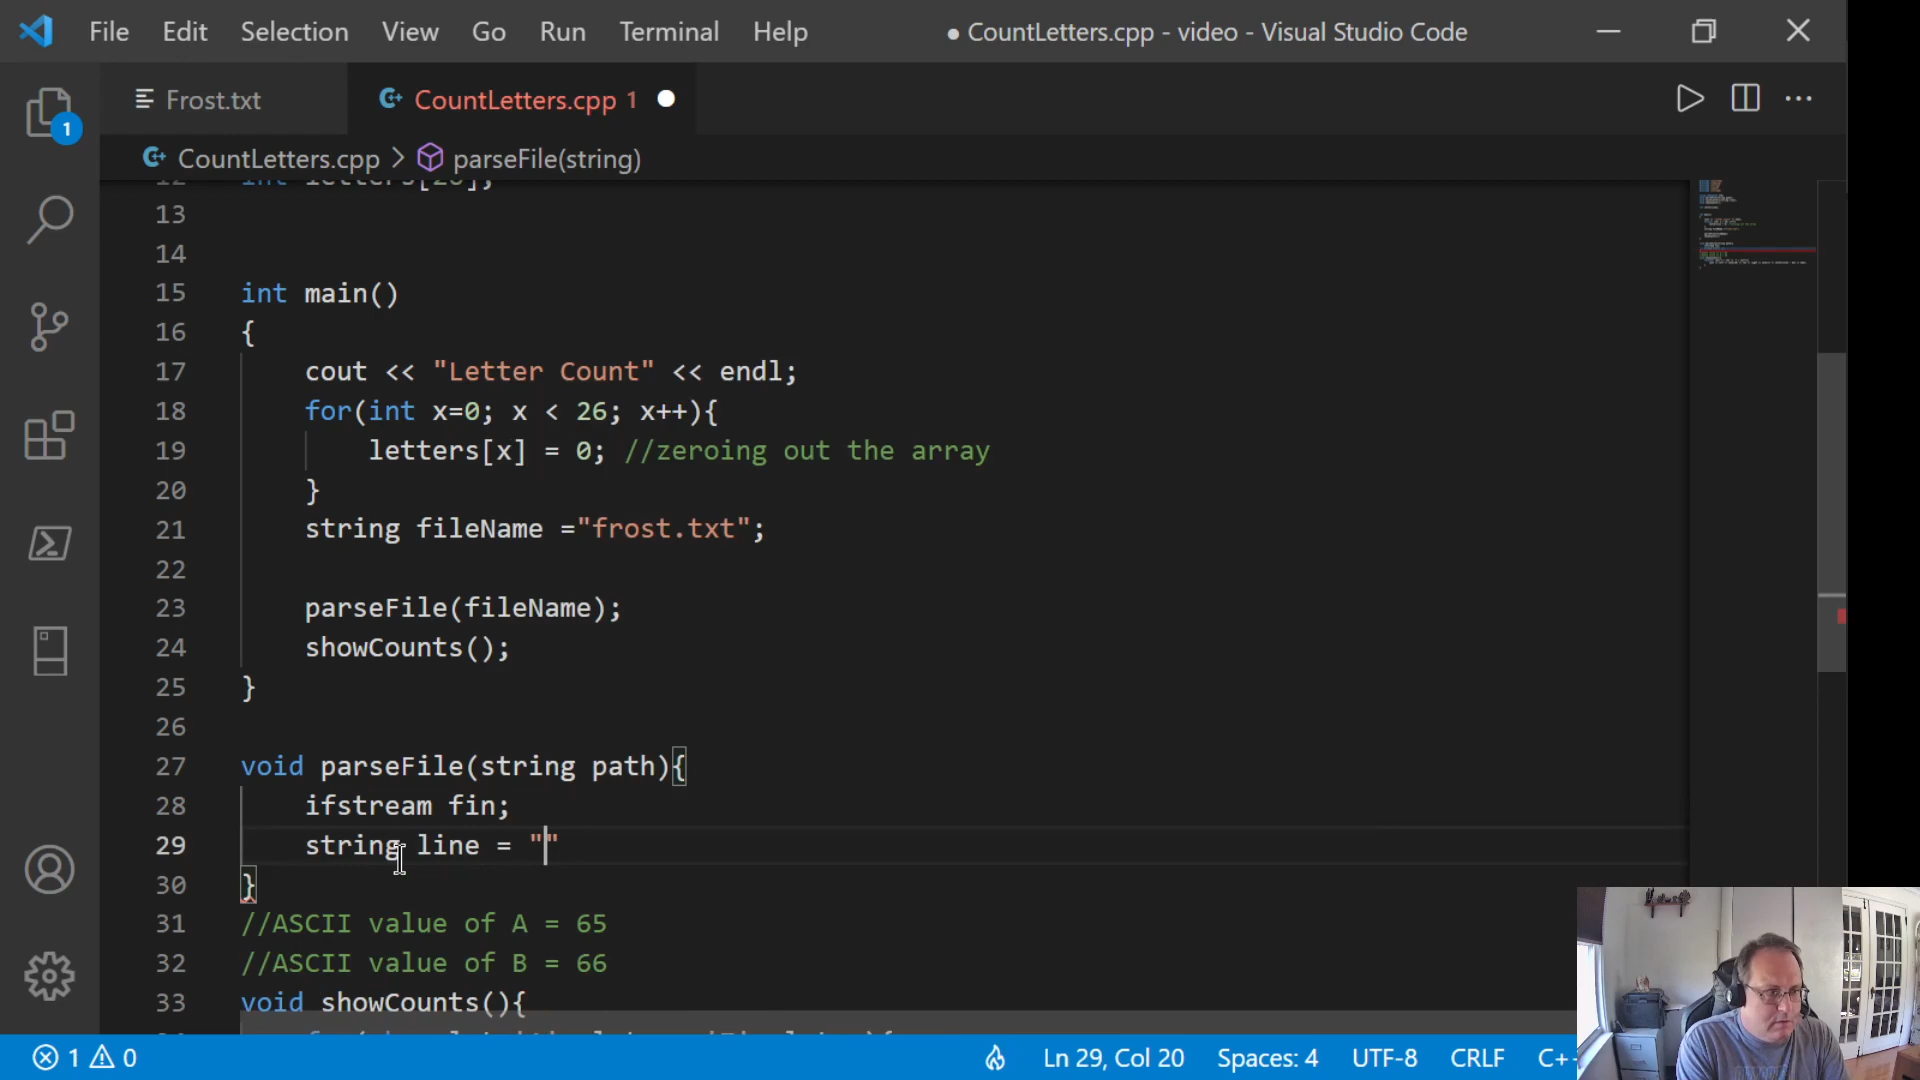 File Edit Selection View Go Run Terminal Help ● CountLetters.cpp - video - Visual Studio Code
Frost.txt CountLetters.cpp 1
1
CountLetters.cpp > parseFile(string)
12 int letters[26];
13
14
15 int main()
16 {
17 cout << "Letter Count" << endl;
18 for(int x=0; x < 26; x++){
19 letters[x] = 0; //zeroing out the array
20 }
21 string fileName ="frost.txt";
22
23 parseFile(fileName);
24 showCounts();
25 }
26
27 void parseFile(string path){
28 ifstream fin;
29 string line = ""
30 }
31 //ASCII value of A = 65
32 //ASCII value of B = 66
33 void showCounts(){
1 0 Ln 29, Col 20 Spaces: 4 UTF-8 CRLF C+